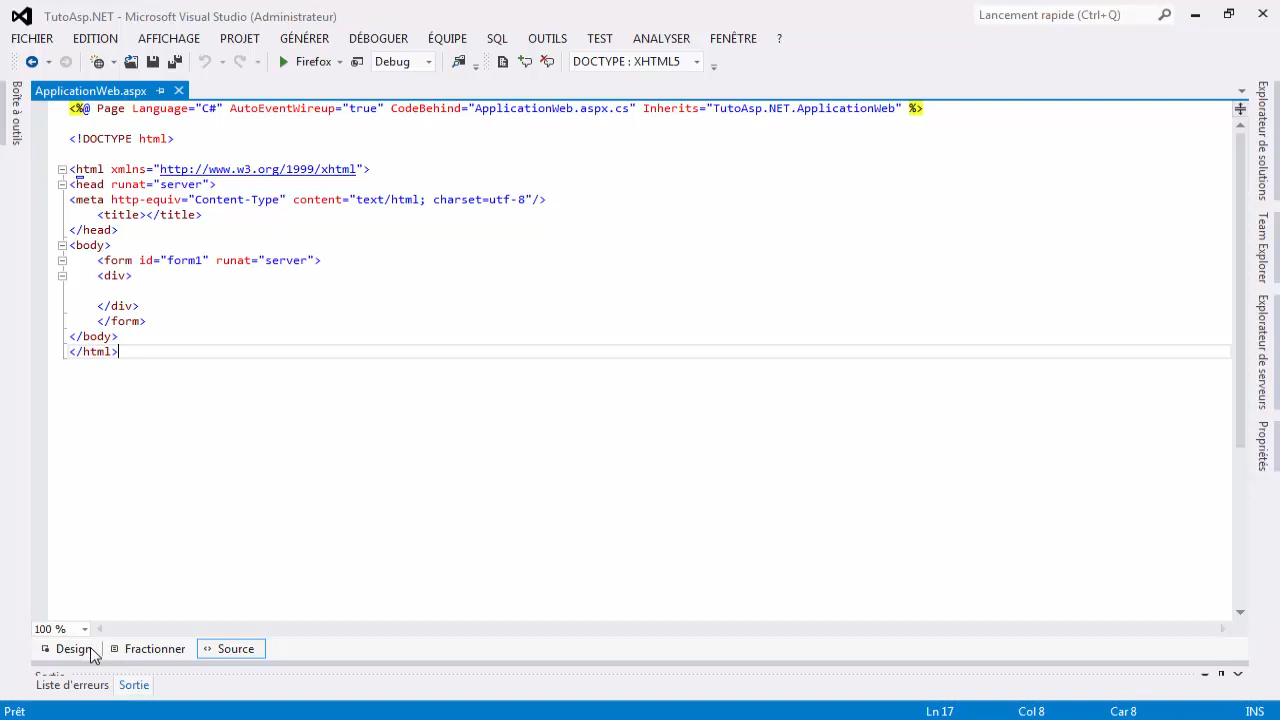 TutoAsp.NET - Microsoft Visual Studio (Administrateur)
Lancement rapide (Ctrl+Q)
FICHIER EDITION AFFICHAGE PROJET GÉNÉRER DÉBOGUER ÉQUIPE SQL OUTILS TEST ANALYSER FENÊTRE ?
Firefox Debug DOCTYPE : XHTML5
ApplicationWeb.aspx
<%@ Page Language="C#" AutoEventWireup="true" CodeBehind="ApplicationWeb.aspx.cs" Inherits="TutoAsp.NET.ApplicationWeb" %>
<!DOCTYPE html>
<html xmlns="http://www.w3.org/1999/xhtml">
<head runat="server">
<meta http-equiv="Content-Type" content="text/html; charset=utf-8"/>
<title></title>
</head>
<body>
<form id="form1" runat="server">
<div>
</div>
</form>
</body>
</html>
Boîte à outils
Explorateur de solutions
Team Explorer
Explorateur de serveurs
Propriétés
100 %
Design Fractionner Source
Sortie
Liste d'erreurs Sortie
Prêt Ln 17 Col 8 Car 8 INS